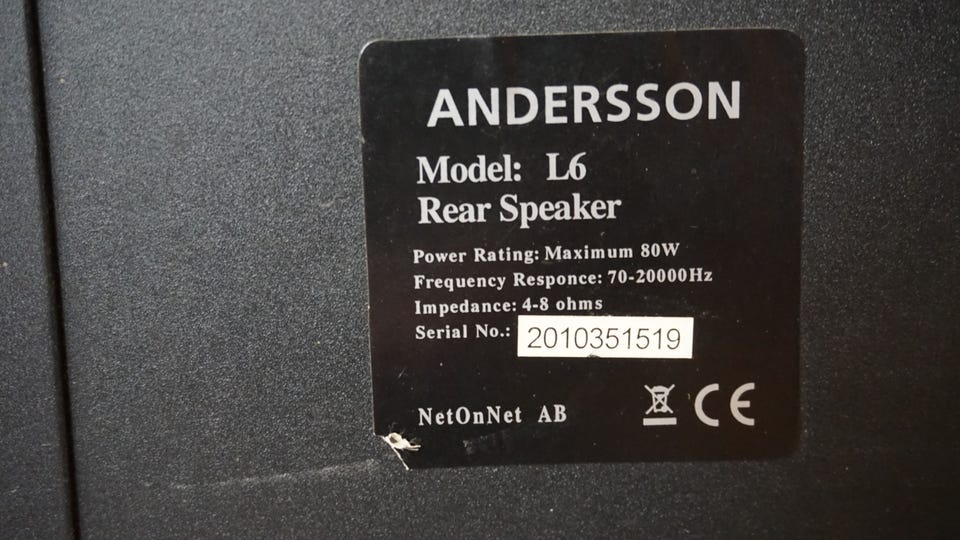 ANDERSSON
Model: L6
Rear Speaker
Power Rating: Maximum 80W
Frequency Responce: 70-20000Hz
Impedance: 4-8 ohms
Serial No.: 2010351519
NetOnNet AB CE